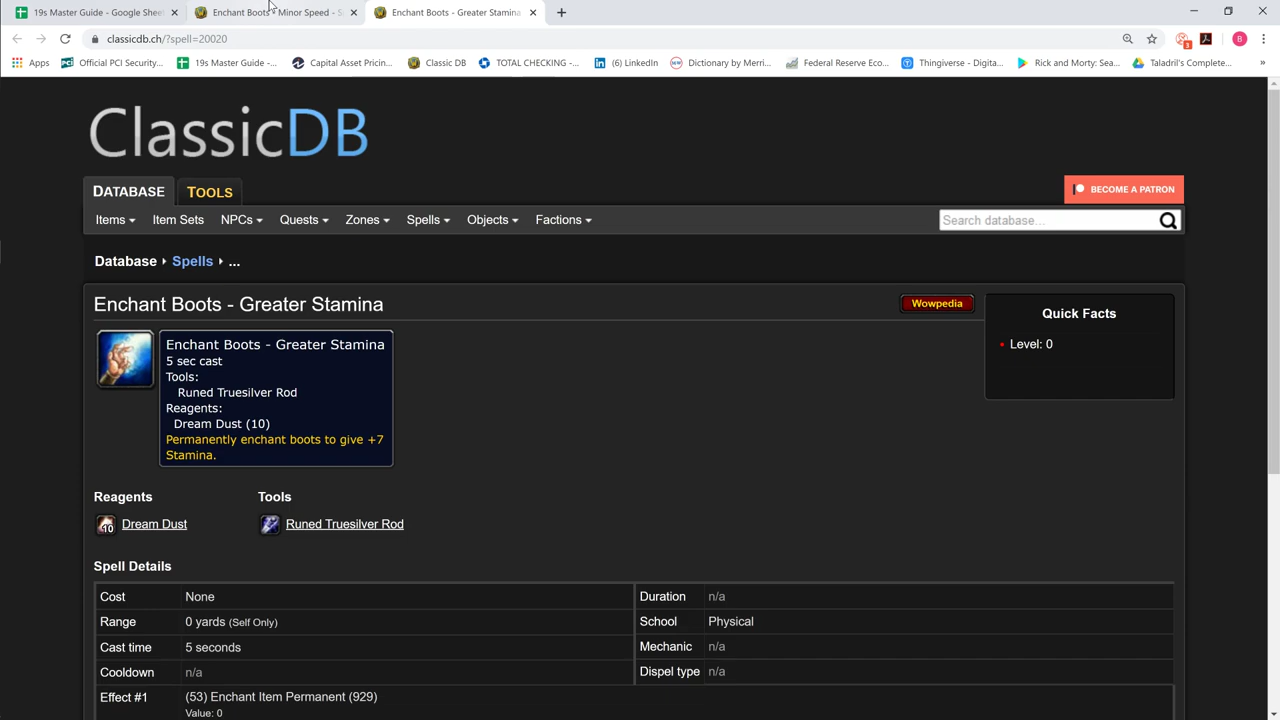 19s Master Guide - Google Sheet
Enchant Boots - Minor Speed - S
Enchant Boots - Greater Stamina
classicdb.ch/?spell=20020
Apps
Official PCI Security...
19s Master Guide -...
Capital Asset Pricin...
Classic DB
TOTAL CHECKING -...
(6) LinkedIn
Dictionary by Merri...
Federal Reserve Eco...
Thingiverse - Digita...
Rick and Morty: Sea...
Taladril's Complete...
ClassicDB
DATABASE
TOOLS
BECOME A PATRON
Items
Item Sets
NPCs
Quests
Zones
Spells
Objects
Factions
Search database...
Database
Spells
...
Enchant Boots - Greater Stamina
Wowpedia
Quick Facts
Level: 0
Enchant Boots - Greater Stamina
5 sec cast
Tools:
Runed Truesilver Rod
Reagents:
Dream Dust (10)
Permanently enchant boots to give +7
Stamina.
Reagents
Tools
10
Dream Dust
Runed Truesilver Rod
Spell Details
Cost
None
Duration
n/a
Range
0 yards (Self Only)
School
Physical
Cast time
5 seconds
Mechanic
n/a
Cooldown
n/a
Dispel type
n/a
Effect #1
(53) Enchant Item Permanent (929)
Value: 0